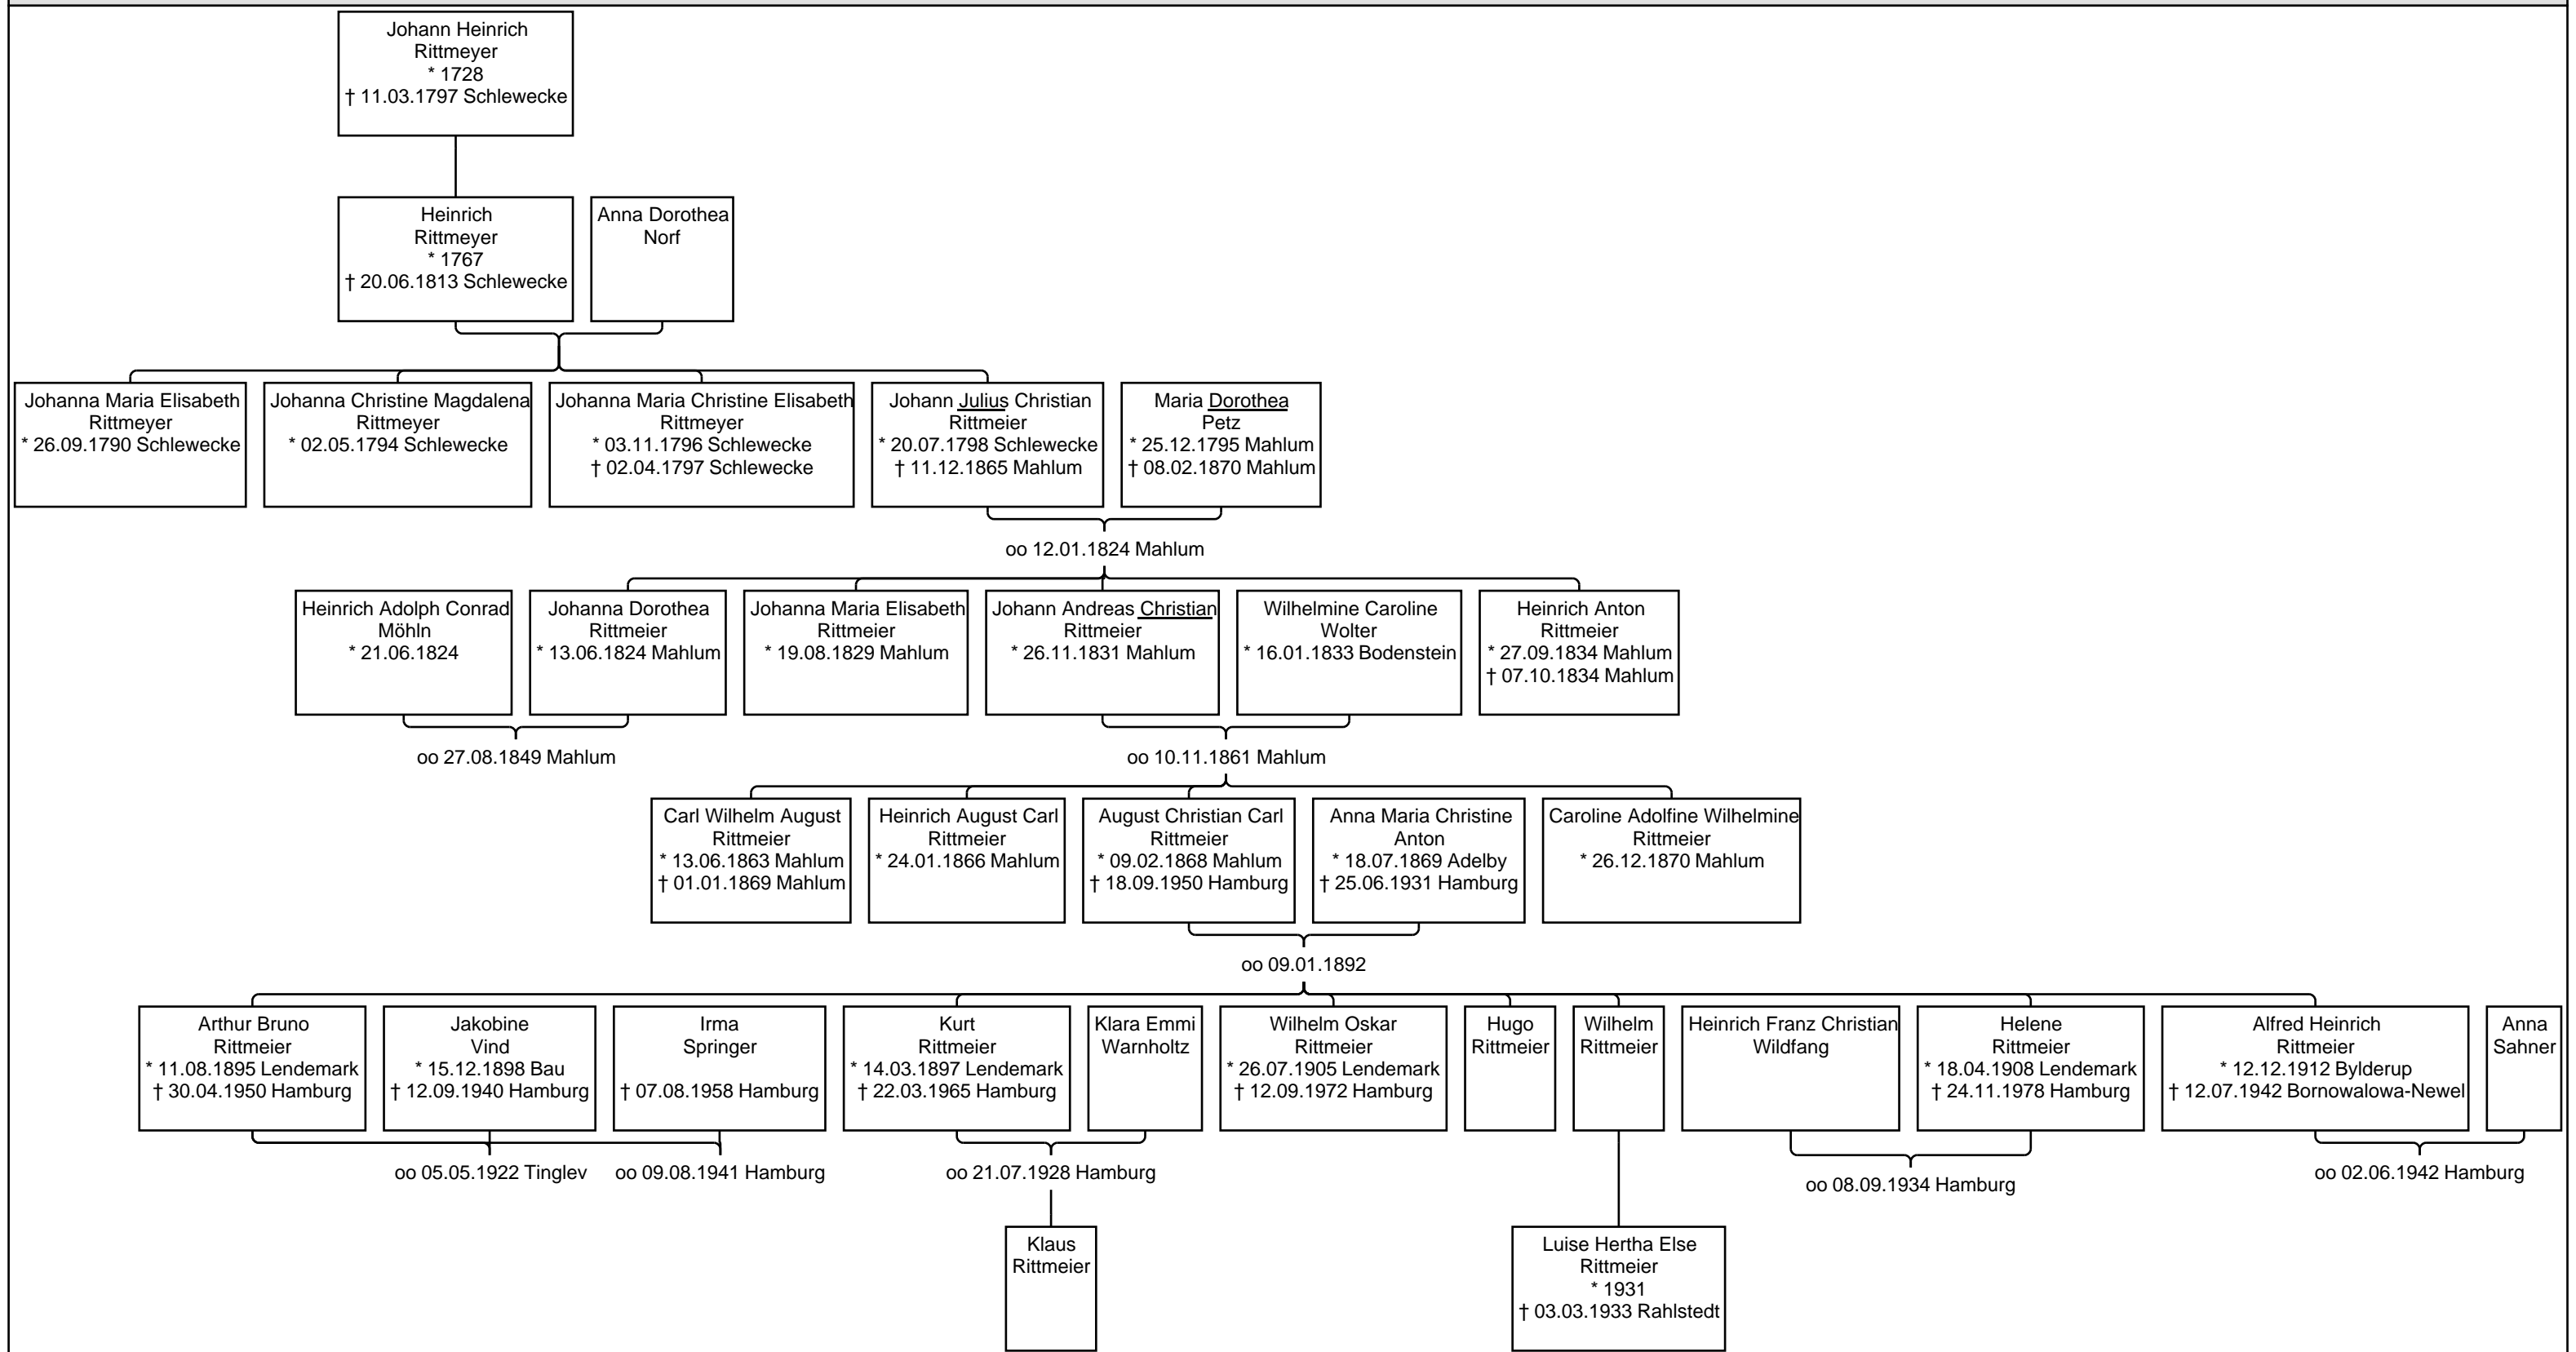 Johann Heinrich
Rittmeyer
* 1728
† 11.03.1797 Schlewecke
Heinrich
Rittmeyer
* 1767
† 20.06.1813 Schlewecke
Anna Dorothea
Norf
Johanna Maria Elisabeth
Rittmeyer
* 26.09.1790 Schlewecke
Johanna Christine Magdalena
Rittmeyer
* 02.05.1794 Schlewecke
Johanna Maria Christine Elisabeth
Rittmeyer
* 03.11.1796 Schlewecke
† 02.04.1797 Schlewecke
Johann Julius Christian
Rittmeier
* 20.07.1798 Schlewecke
† 11.12.1865 Mahlum
Maria Dorothea
Petz
* 25.12.1795 Mahlum
† 08.02.1870 Mahlum
oo 12.01.1824 Mahlum
Heinrich Adolph Conrad
Möhln
* 21.06.1824
Johanna Dorothea
Rittmeier
* 13.06.1824 Mahlum
Johanna Maria Elisabeth
Rittmeier
* 19.08.1829 Mahlum
Johann Andreas Christian
Rittmeier
* 26.11.1831 Mahlum
Wilhelmine Caroline
Wolter
* 16.01.1833 Bodenstein
Heinrich Anton
Rittmeier
* 27.09.1834 Mahlum
† 07.10.1834 Mahlum
oo 27.08.1849 Mahlum
oo 10.11.1861 Mahlum
Carl Wilhelm August
Rittmeier
* 13.06.1863 Mahlum
† 01.01.1869 Mahlum
Heinrich August Carl
Rittmeier
* 24.01.1866 Mahlum
August Christian Carl
Rittmeier
* 09.02.1868 Mahlum
† 18.09.1950 Hamburg
Anna Maria Christine
Anton
* 18.07.1869 Adelby
† 25.06.1931 Hamburg
Caroline Adolfine Wilhelmine
Rittmeier
* 26.12.1870 Mahlum
oo 09.01.1892
Arthur Bruno
Rittmeier
* 11.08.1895 Lendemark
† 30.04.1950 Hamburg
Jakobine
Vind
* 15.12.1898 Bau
† 12.09.1940 Hamburg
Irma
Springer
† 07.08.1958 Hamburg
Kurt
Rittmeier
* 14.03.1897 Lendemark
† 22.03.1965 Hamburg
Klara Emmi
Warnholtz
Wilhelm Oskar
Rittmeier
* 26.07.1905 Lendemark
† 12.09.1972 Hamburg
Hugo
Rittmeier
Wilhelm
Rittmeier
Heinrich Franz Christian
Wildfang
Helene
Rittmeier
* 18.04.1908 Lendemark
† 24.11.1978 Hamburg
Alfred Heinrich
Rittmeier
* 12.12.1912 Bylderup
† 12.07.1942 Bornowalowa-Newel
Anna
Sahner
oo 05.05.1922 Tinglev
oo 09.08.1941 Hamburg
oo 21.07.1928 Hamburg
oo 08.09.1934 Hamburg
oo 02.06.1942 Hamburg
Klaus
Rittmeier
Luise Hertha Else
Rittmeier
* 1931
† 03.03.1933 Rahlstedt